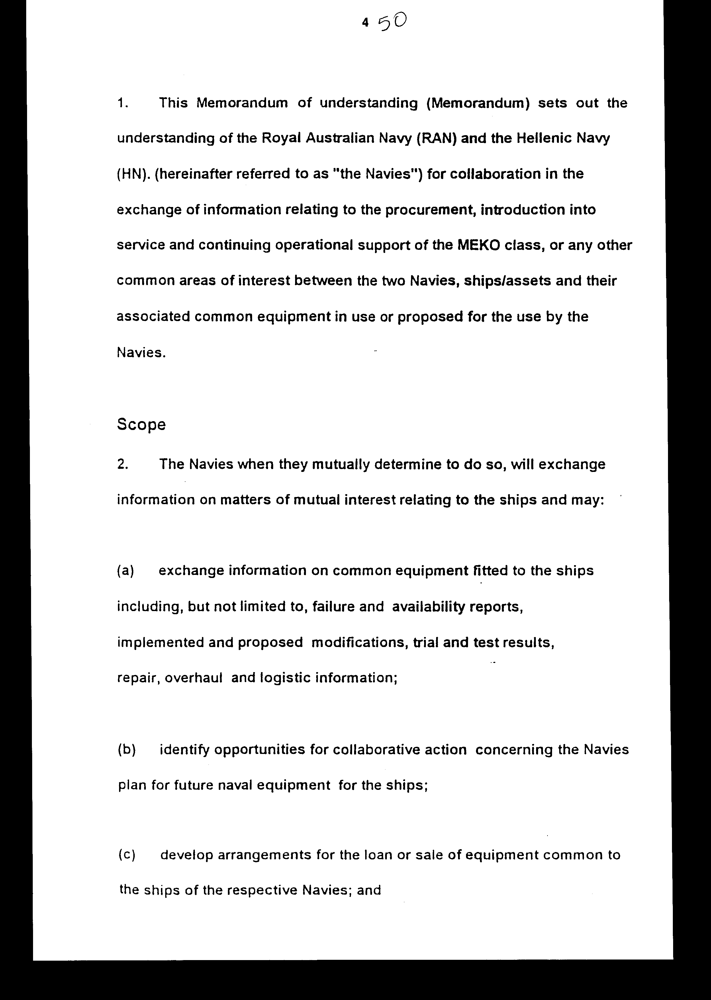 4 50
1. This Memorandum of understanding (Memorandum) sets out the
understanding of the Royal Australian Navy (RAN) and the Hellenic Navy
(HN). (hereinafter referred to as "the Navies") for collaboration in the
exchange of information relating to the procurement, introduction into
service and continuing operational support of the MEKO class, or any other
common areas of interest between the two Navies, ships/assets and their
associated common equipment in use or proposed for the use by the
Navies.
Scope
2. The Navies when they mutually determine to do so, will exchange
information on matters of mutual interest relating to the ships and may:
(a) exchange information on common equipment fitted to the ships
including, but not limited to, failure and availability reports,
implemented and proposed modifications, trial and test results,
repair, overhaul and logistic information;
(b) identify opportunities for collaborative action concerning the Navies
plan for future naval equipment for the ships;
(c) develop arrangements for the loan or sale of equipment common to
the ships of the respective Navies; and